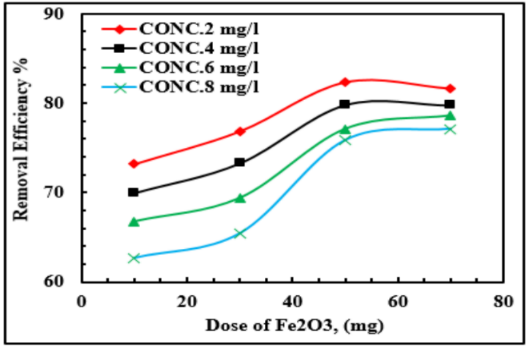 90
80
70
60
Removal Efficiency %
CONC.2 mg/l
CONC.4 mg/l
CONC.6 mg/l
CONC.8 mg/l
0 20 40 60 80
Dose of Fe2O3, (mg)